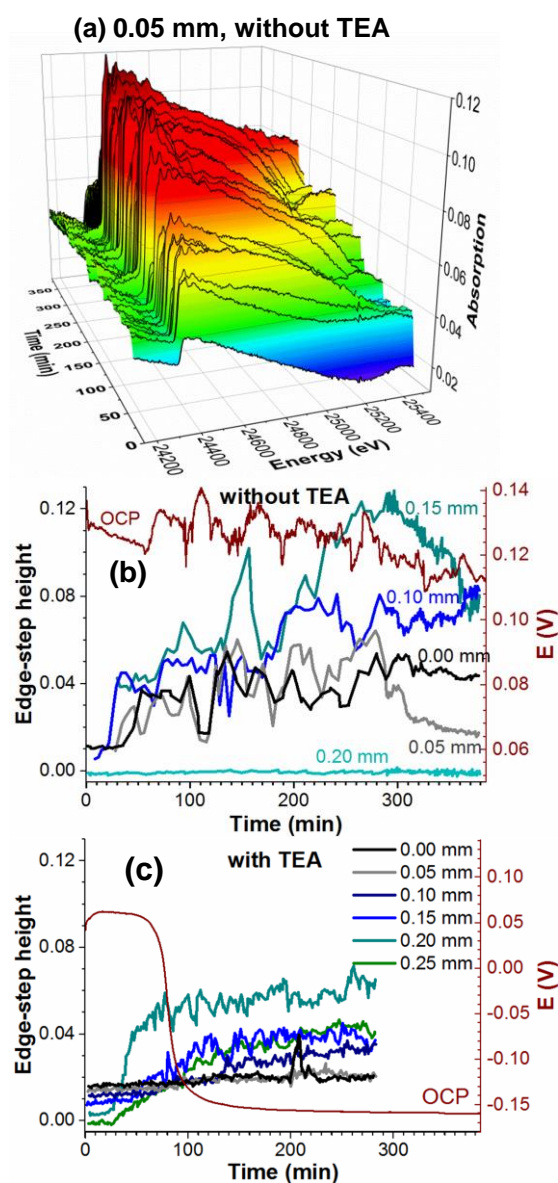 (a) 0.05 mm, without TEA
0.12
0.10
0.08
0.06
0.04
0.02
Absorption
350
300
250
200
150
100
50
0
Time (min)
24200
24400
24600
24800
25000
25200
25400
Energy (eV)
without TEA
OCP
(b)
0.15 mm
0.10 mm
0.00 mm
0.05 mm
0.20 mm
0.12
0.08
0.04
0.00
Edge-step height
0.14
0.12
0.10
0.08
0.06
E (V)
0 100 200 300
Time (min)
(c) with TEA
0.00 mm
0.05 mm
0.10 mm
0.15 mm
0.20 mm
0.25 mm
OCP
0.12
0.08
0.04
0.00
Edge-step height
0.10
0.05
0.00
-0.05
-0.10
-0.15
E (V)
0 100 200 300
Time (min)